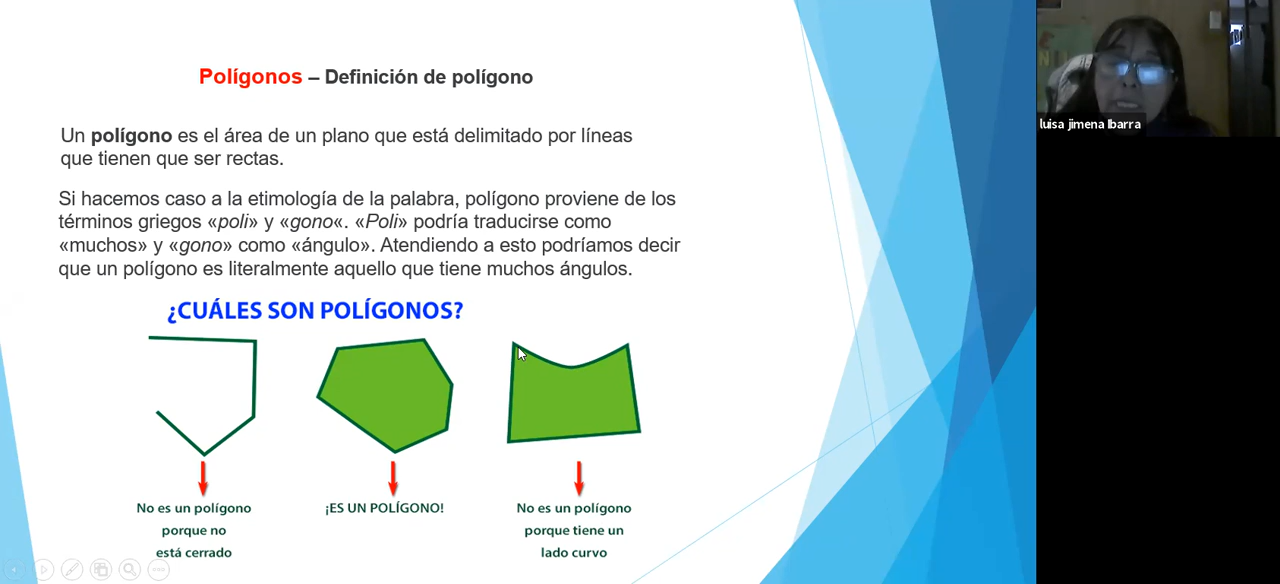 Polígonos – Definición de polígono
Un polígono es el área de un plano que está delimitado por líneas
que tienen que ser rectas.
Si hacemos caso a la etimología de la palabra, polígono proviene de los
términos griegos «poli» y «gono«. «Poli» podría traducirse como
«muchos» y «gono» como «ángulo». Atendiendo a esto podríamos decir
que un polígono es literalmente aquello que tiene muchos ángulos.
¿CUÁLES SON POLÍGONOS?
No es un polígono
porque no
está cerrado
¡ES UN POLÍGONO!
No es un polígono
porque tiene un
lado curvo
luisa jimena Ibarra